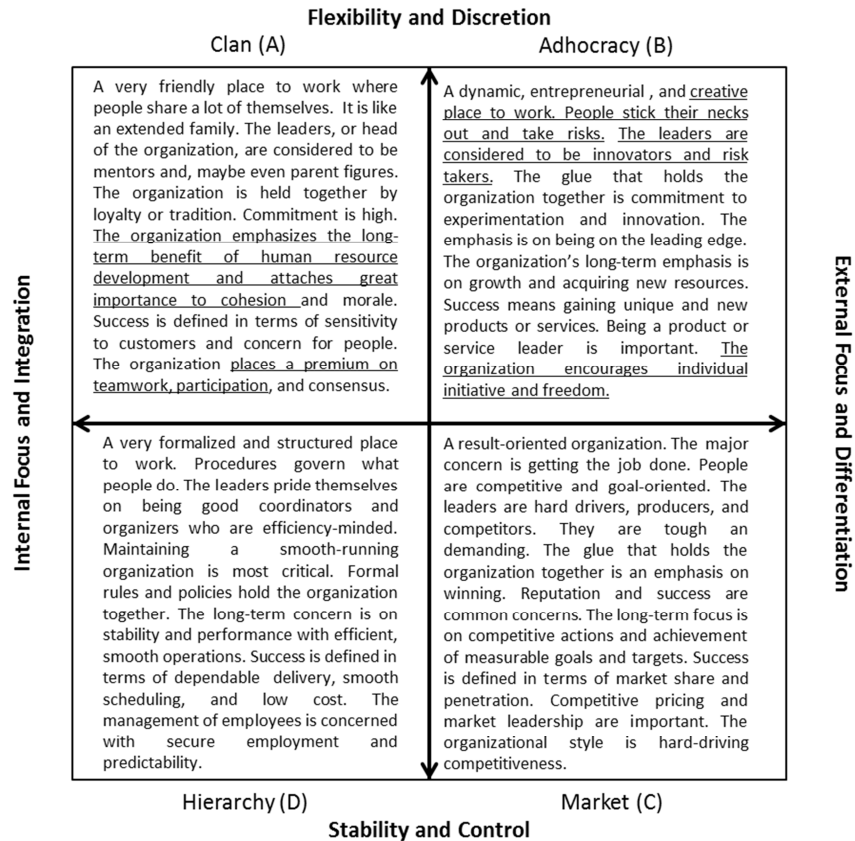 Flexibility and Discretion
Clan (A)
Adhocracy (B)
A very friendly place to work where
people share a lot of themselves. It is like
an extended family. The leaders, or head
of the organization, are considered to be
mentors and, maybe even parent figures.
The organization is held together by
loyalty or tradition. Commitment is high.
The organization emphasizes the long-
term benefit of human resource
development and attaches great
importance to cohesion and morale.
Success is defined in terms of sensitivity
to customers and concern for people.
The organization places a premium on
teamwork, participation, and consensus.
A dynamic, entrepreneurial , and creative
place to work. People stick their necks
out and take risks. The leaders are
considered to be innovators and risk
takers. The glue that holds the
organization together is commitment to
experimentation and innovation. The
emphasis is on being on the leading edge.
The organization's long-term emphasis is
on growth and acquiring new resources.
Success means gaining unique and new
products or services. Being a product or
service leader is important. The
organization encourages individual
initiative and freedom.
Internal Focus and Integration
External Focus and Differentiation
A very formalized and structured place
to work. Procedures govern what
people do. The leaders pride themselves
on being good coordinators and
organizers who are efficiency-minded.
Maintaining a smooth-running
organization is most critical. Formal
rules and policies hold the organization
together. The long-term concern is on
stability and performance with efficient,
smooth operations. Success is defined in
terms of dependable delivery, smooth
scheduling, and low cost. The
management of employees is concerned
with secure employment and
predictability.
A result-oriented organization. The major
concern is getting the job done. People
are competitive and goal-oriented. The
leaders are hard drivers, producers, and
competitors. They are tough an
demanding. The glue that holds the
organization together is an emphasis on
winning. Reputation and success are
common concerns. The long-term focus is
on competitive actions and achievement
of measurable goals and targets. Success
is defined in terms of market share and
penetration. Competitive pricing and
market leadership are important. The
organizational style is hard-driving
competitiveness.
Hierarchy (D)
Market (C)
Stability and Control